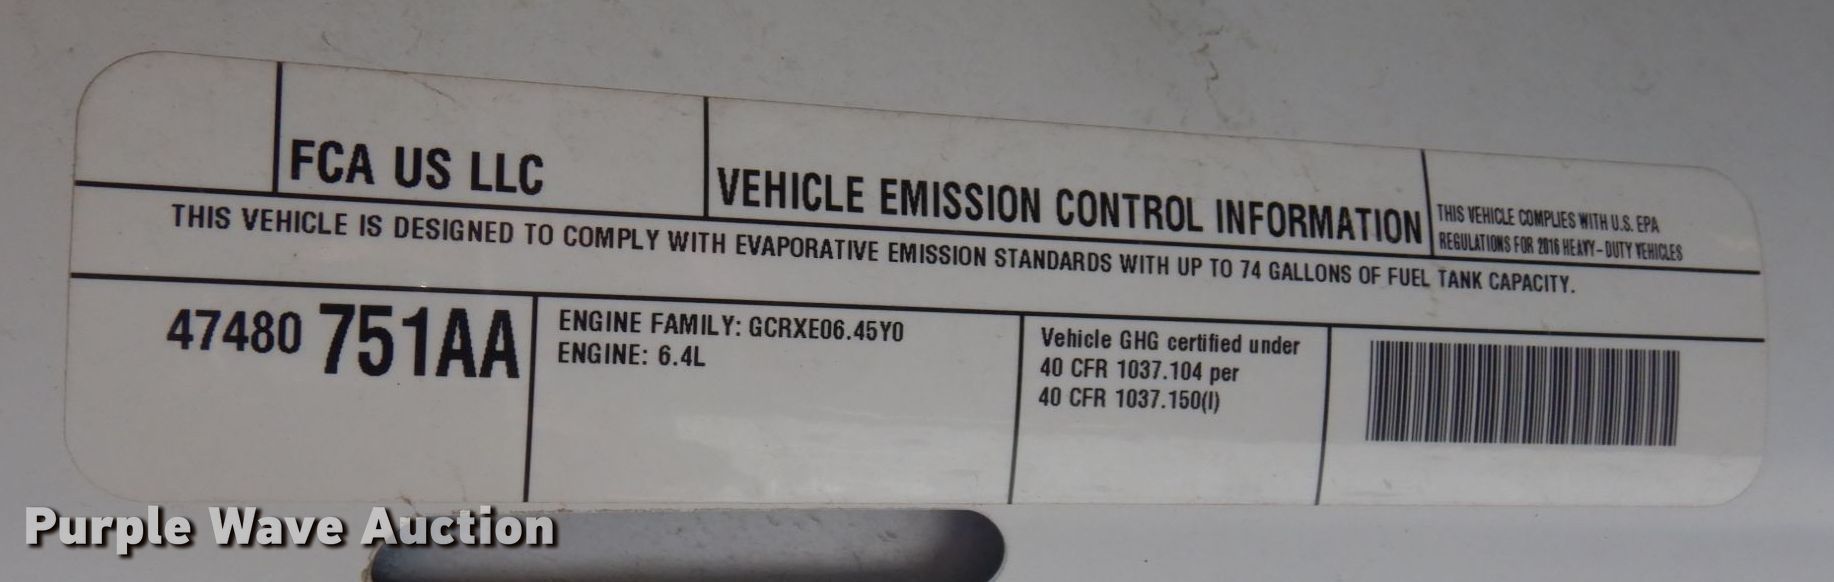 FCA US LLC
VEHICLE EMISSION CONTROL INFORMATION
THIS VEHICLE COMPLIES WITH U.S. EPA
REGULATIONS FOR 2016 HEAVY-DUTY VEHICLES
THIS VEHICLE IS DESIGNED TO COMPLY WITH EVAPORATIVE EMISSION STANDARDS WITH UP TO 74 GALLONS OF FUEL TANK CAPACITY.
47480 751AA
ENGINE FAMILY: GCRXE06.45Y0
ENGINE: 6.4L
Vehicle GHG certified under
40 CFR 1037.104 per
40 CFR 1037.150(l)
Purple Wave Auction